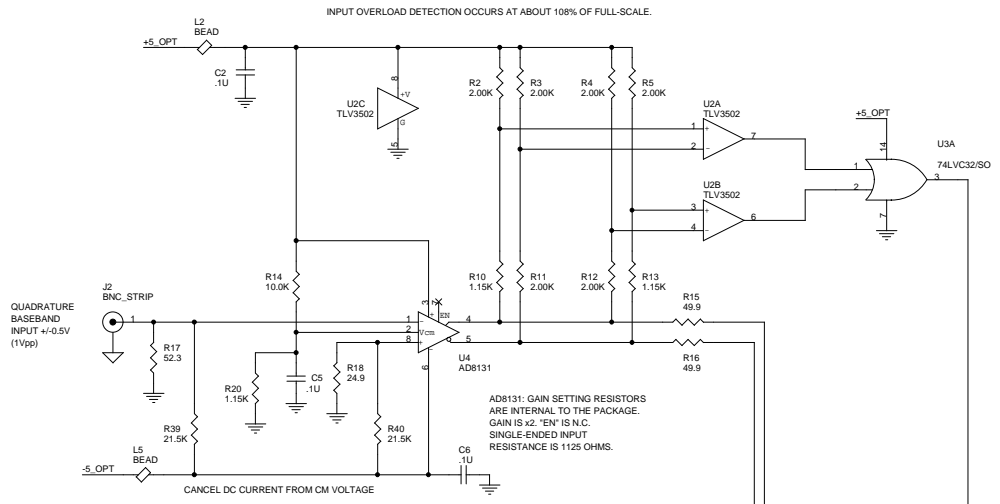 INPUT OVERLOAD DETECTION OCCURS AT ABOUT 108% OF FULL-SCALE.
L2
BEAD
+5_OPT
C2
.1U
8
+V
U2C
TLV3502
G
5
R2
2.00K
R3
2.00K
R4
2.00K
R5
2.00K
U2A
TLV3502
1
+
7
2
-
U2B
TLV3502
3
+
6
4
-
+5_OPT
14
U3A
74LVC32/SO
1
3
2
7
R14
10.0K
R10
1.15K
R11
2.00K
R12
2.00K
R13
1.15K
R15
49.9
J2
BNC_STRIP
QUADRATURE
BASEBAND
INPUT +/-0.5V
(1Vpp)
1
R17
52.3
3
7
+
EN
1
-
4
2
Vcm
8
+
5
-
6
U4
AD8131
R16
49.9
R20
1.15K
C5
.1U
R18
24.9
R39
21.5K
R40
21.5K
AD8131: GAIN SETTING RESISTORS
ARE INTERNAL TO THE PACKAGE.
GAIN IS x2. "EN" IS N.C.
SINGLE-ENDED INPUT
RESISTANCE IS 1125 OHMS.
L5
BEAD
-5_OPT
C6
.1U
CANCEL DC CURRENT FROM CM VOLTAGE